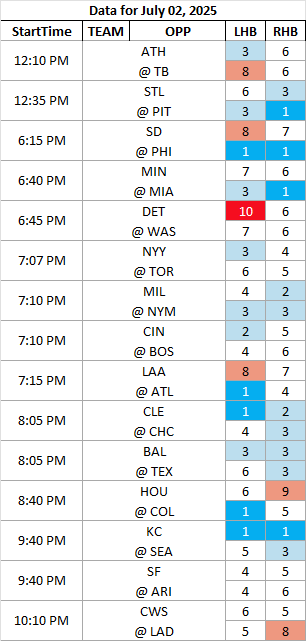 Data for July 02, 2025
StartTime TEAM OPP LHB RHB
12:10 PM ATH 3 6
@ TB 8 6
12:35 PM STL 6 3
@ PIT 3 1
6:15 PM SD 8 7
@ PHI 1 1
6:40 PM MIN 7 6
@ MIA 3 1
6:45 PM DET 10 6
@ WAS 7 6
7:07 PM NYY 3 4
@ TOR 6 5
7:10 PM MIL 4 2
@ NYM 3 3
7:10 PM CIN 2 5
@ BOS 4 6
7:15 PM LAA 8 7
@ ATL 1 4
8:05 PM CLE 1 2
@ CHC 4 3
8:05 PM BAL 3 3
@ TEX 6 3
8:40 PM HOU 6 9
@ COL 1 5
9:40 PM KC 1 1
@ SEA 5 3
9:40 PM SF 4 5
@ ARI 4 6
10:10 PM CWS 6 5
@ LAD 5 8